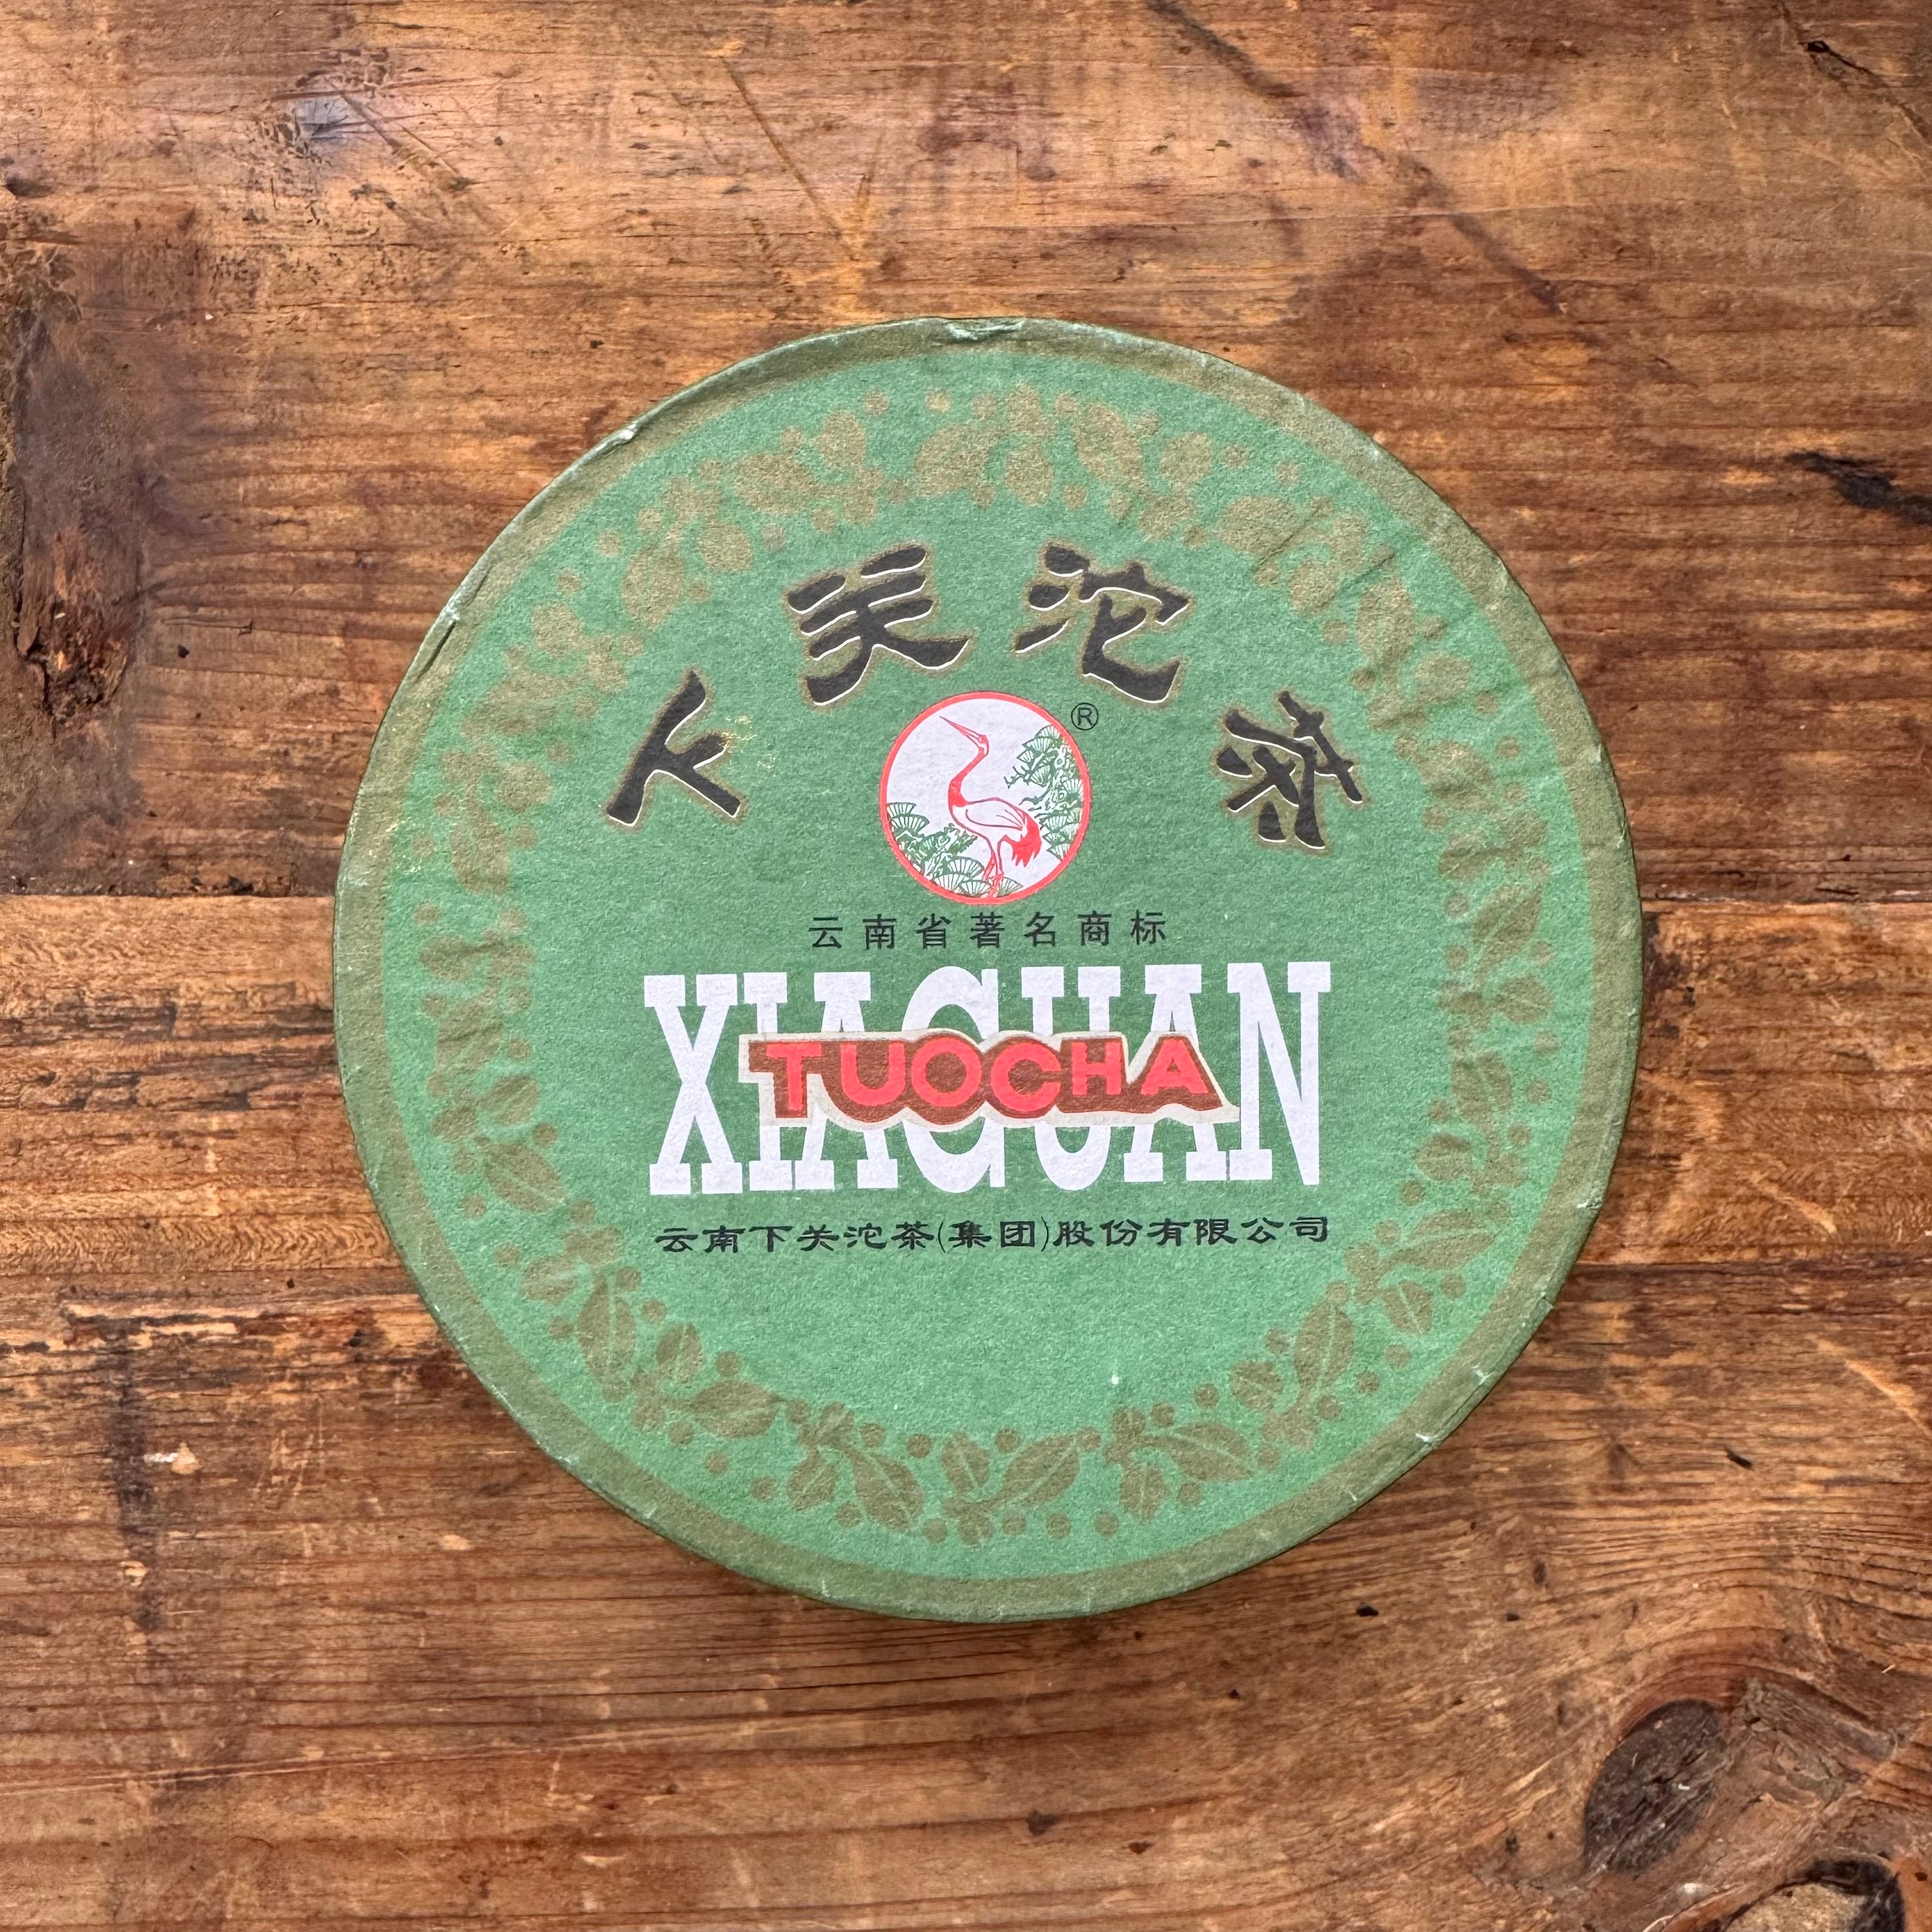 下关沱茶
®
云南省著名商标
XIAGUAN
TUOCHA
云南下关沱茶(集团)股份有限公司